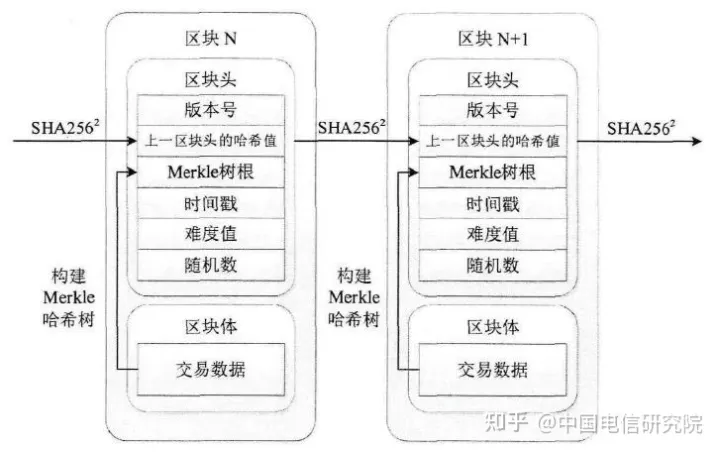 区块 N
区块头
版本号
SHA256²
上一区块头的哈希值
Merkle树根
时间戳
难度值
随机数
构建
Merkle
哈希树
区块体
交易数据
区块 N+1
区块头
版本号
SHA256²
上一区块头的哈希值
SHA256²
Merkle树根
时间戳
难度值
随机数
构建
Merkle
哈希树
区块体
交易数据
知乎 @中国电信研究院